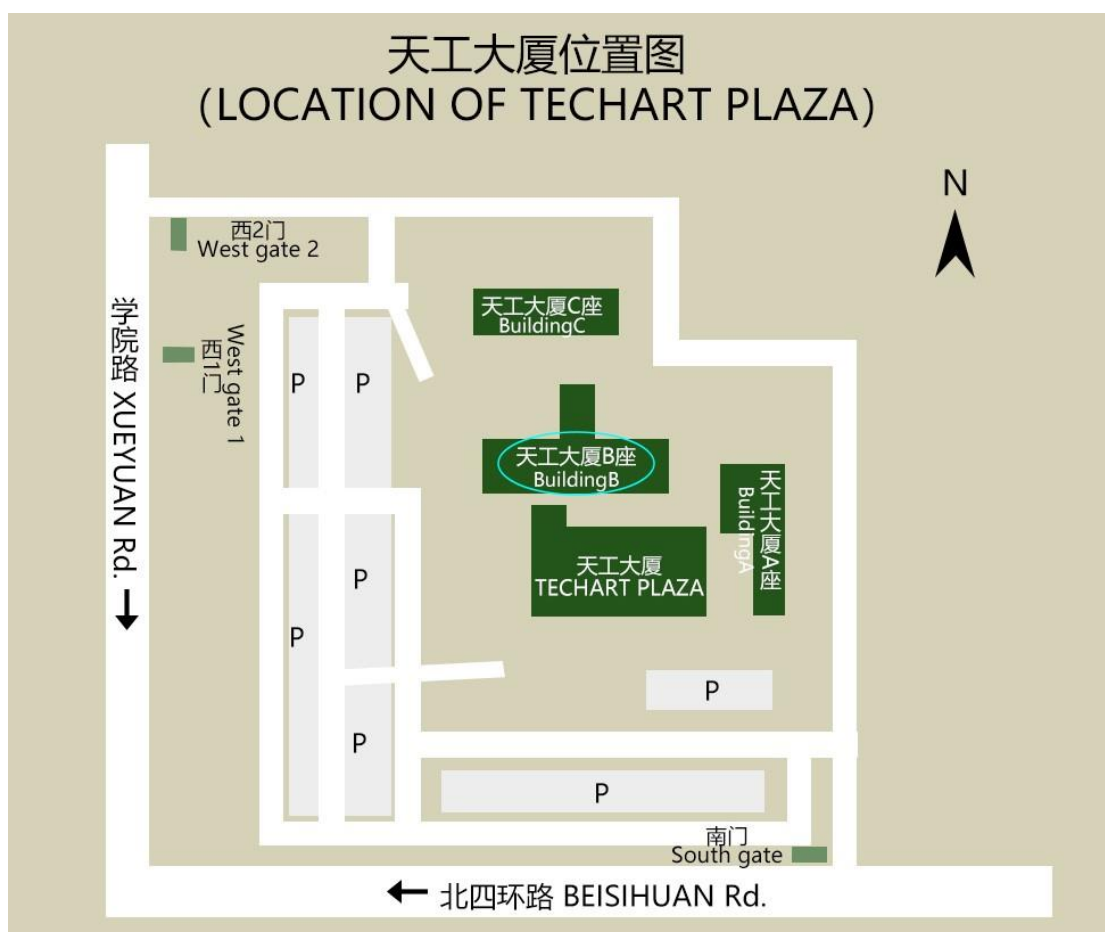 天工大厦位置图
（LOCATION OF TECHART PLAZA）
N
西2门
West gate 2
学院路 XUEYUAN Rd.
West gate 1
西1门
天工大厦C座
BuildingC
P
P
天工大厦B座
BuildingB
天工大厦A座
BuildingA
天工大厦
TECHART PLAZA
P
P
P
P
P
南门
South gate
北四环路 BEISIHUAN Rd.